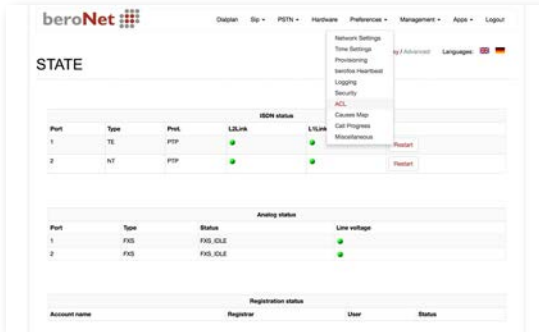 beroNet
Dialplan Sip PSTN Hardware Preferences Management Apps Logout
Network Settings
Time Settings
Provisioning
berofos Heartbeat
Logging
Security
ACL
Causes Map
Call Progress
Miscellaneous
/ Advanced Languages:
STATE
ISDN status
Port Type Prot. L2Link L1Link
1 TE PTP Restart
2 NT PTP Restart
Analog status
Port Type Status Line voltage
1 FXS FXS_IDLE
2 FXS FXS_IDLE
Registration status
Account name Registrar User Status